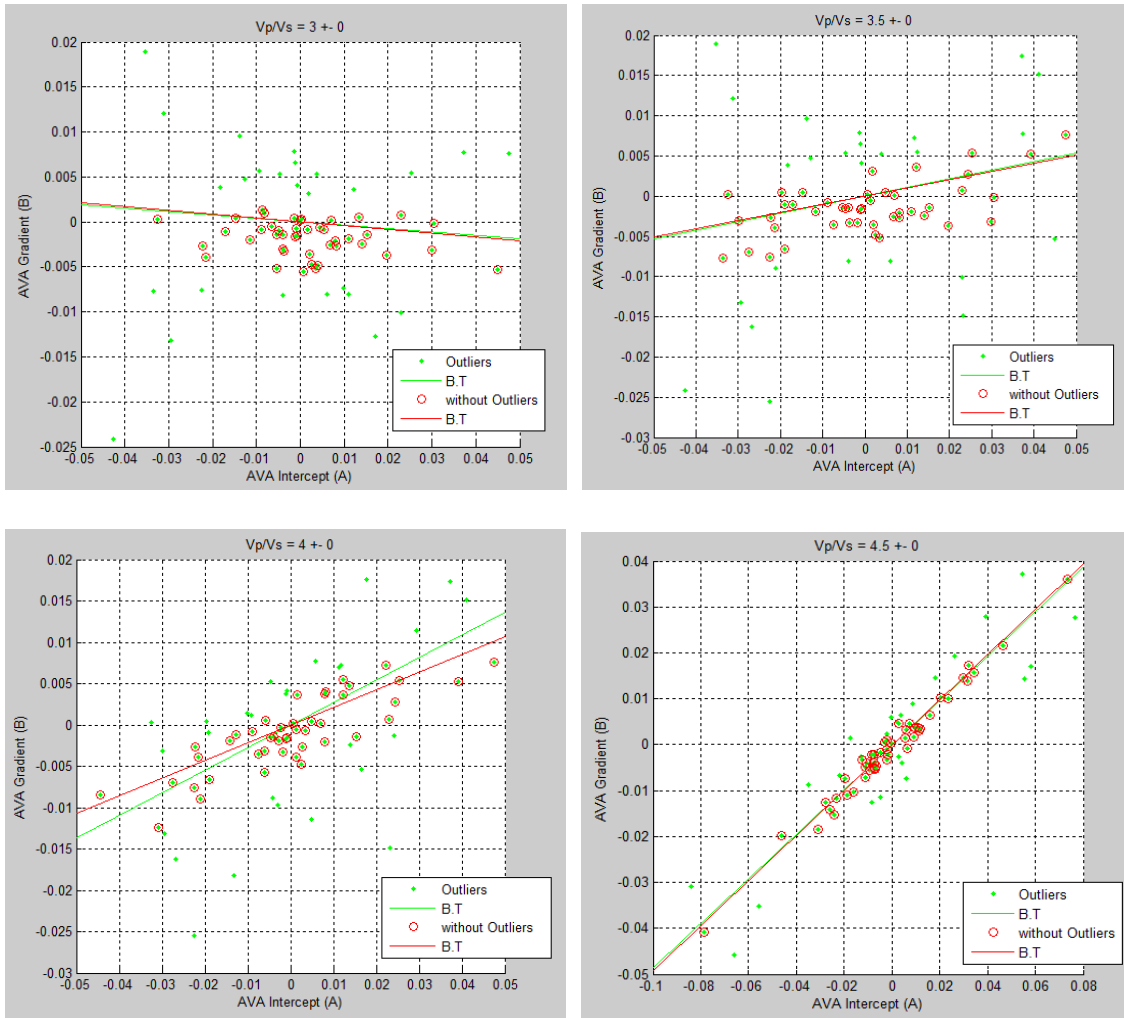 Vp/Vs = 3 +- 0
0.02
0.015
0.01
0.005
0
-0.005
-0.01
-0.015
-0.02
-0.025
AVA Gradient (B)
-0.05 -0.04 -0.03 -0.02 -0.01 0 0.01 0.02 0.03 0.04 0.05
AVA Intercept (A)
Outliers
B.T
without Outliers
B.T
Vp/Vs = 3.5 +- 0
0.02
0.015
0.01
0.005
0
-0.005
-0.01
-0.015
-0.02
-0.025
-0.03
AVA Gradient (B)
-0.05 -0.04 -0.03 -0.02 -0.01 0 0.01 0.02 0.03 0.04 0.05
AVA Intercept (A)
Outliers
B.T
without Outliers
B.T
Vp/Vs = 4 +- 0
0.02
0.015
0.01
0.005
0
-0.005
-0.01
-0.015
-0.02
-0.025
-0.03
AVA Gradient (B)
-0.05 -0.04 -0.03 -0.02 -0.01 0 0.01 0.02 0.03 0.04 0.05
AVA Intercept (A)
Outliers
B.T
without Outliers
B.T
Vp/Vs = 4.5 +- 0
0.04
0.03
0.02
0.01
0
-0.01
-0.02
-0.03
-0.04
-0.05
AVA Gradient (B)
-0.1 -0.08 -0.06 -0.04 -0.02 0 0.02 0.04 0.06 0.08
AVA Intercept (A)
Outliers
B.T
without Outliers
B.T